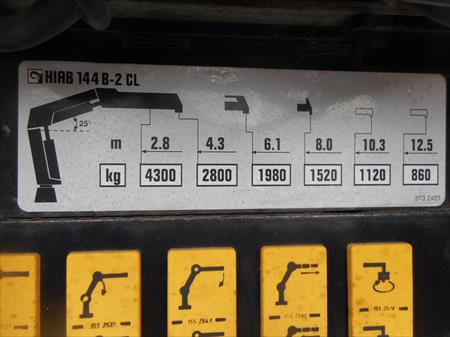 HIAB 144 B-2 CL
25°
m 2.8 4.3 6.1 8.0 10.3 12.5
kg 4300 2800 1980 1520 1120 860
373 2401